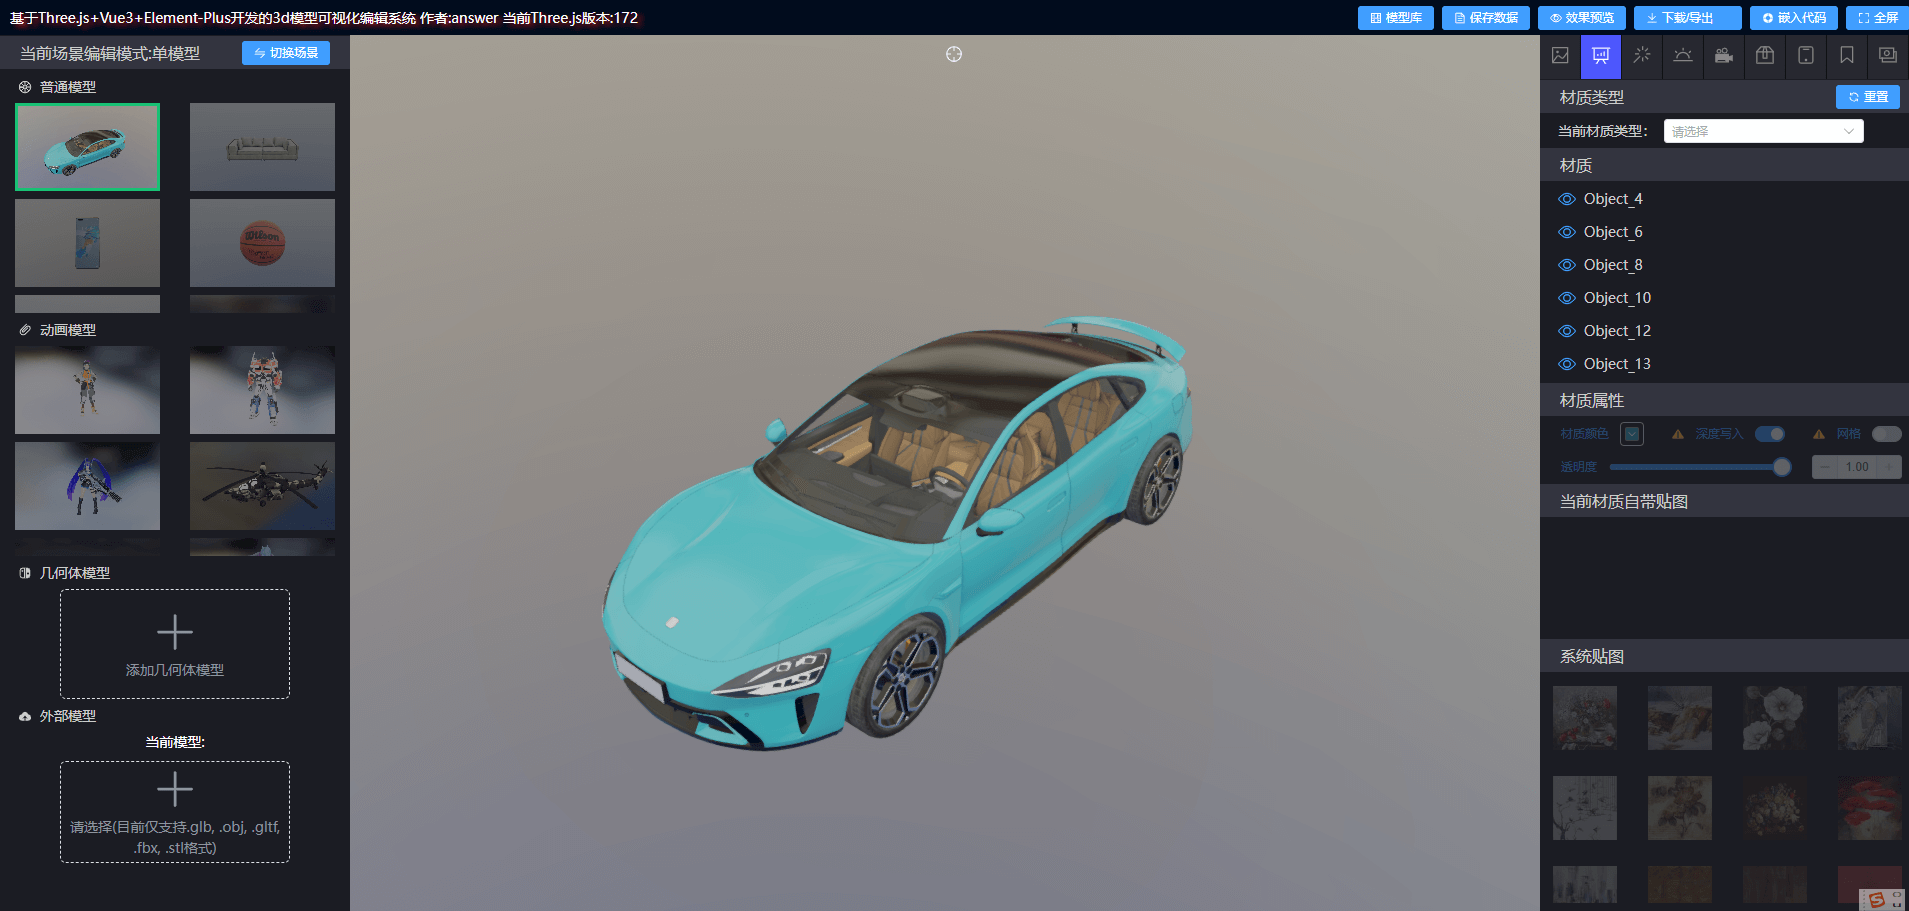 基于Three.js+Vue3+Element-Plus开发的3d模型可视化编辑系统 作者:answer 当前Three.js版本:172
模型库
保存数据
效果预览
下载/导出
嵌入代码
全屏
当前场景编辑模式:单模型
切换场景
普通模型
Wilson
动画模型
几何体模型
添加几何体模型
外部模型
当前模型:
请选择(目前仅支持.glb, .obj, .gltf,
.fbx, .stl格式)
材质类型
重置
当前材质类型：
请选择
材质
Object_4
Object_6
Object_8
Object_10
Object_12
Object_13
材质属性
材质颜色
深度写入
网格
透明度
1.00
当前材质自带贴图
系统贴图